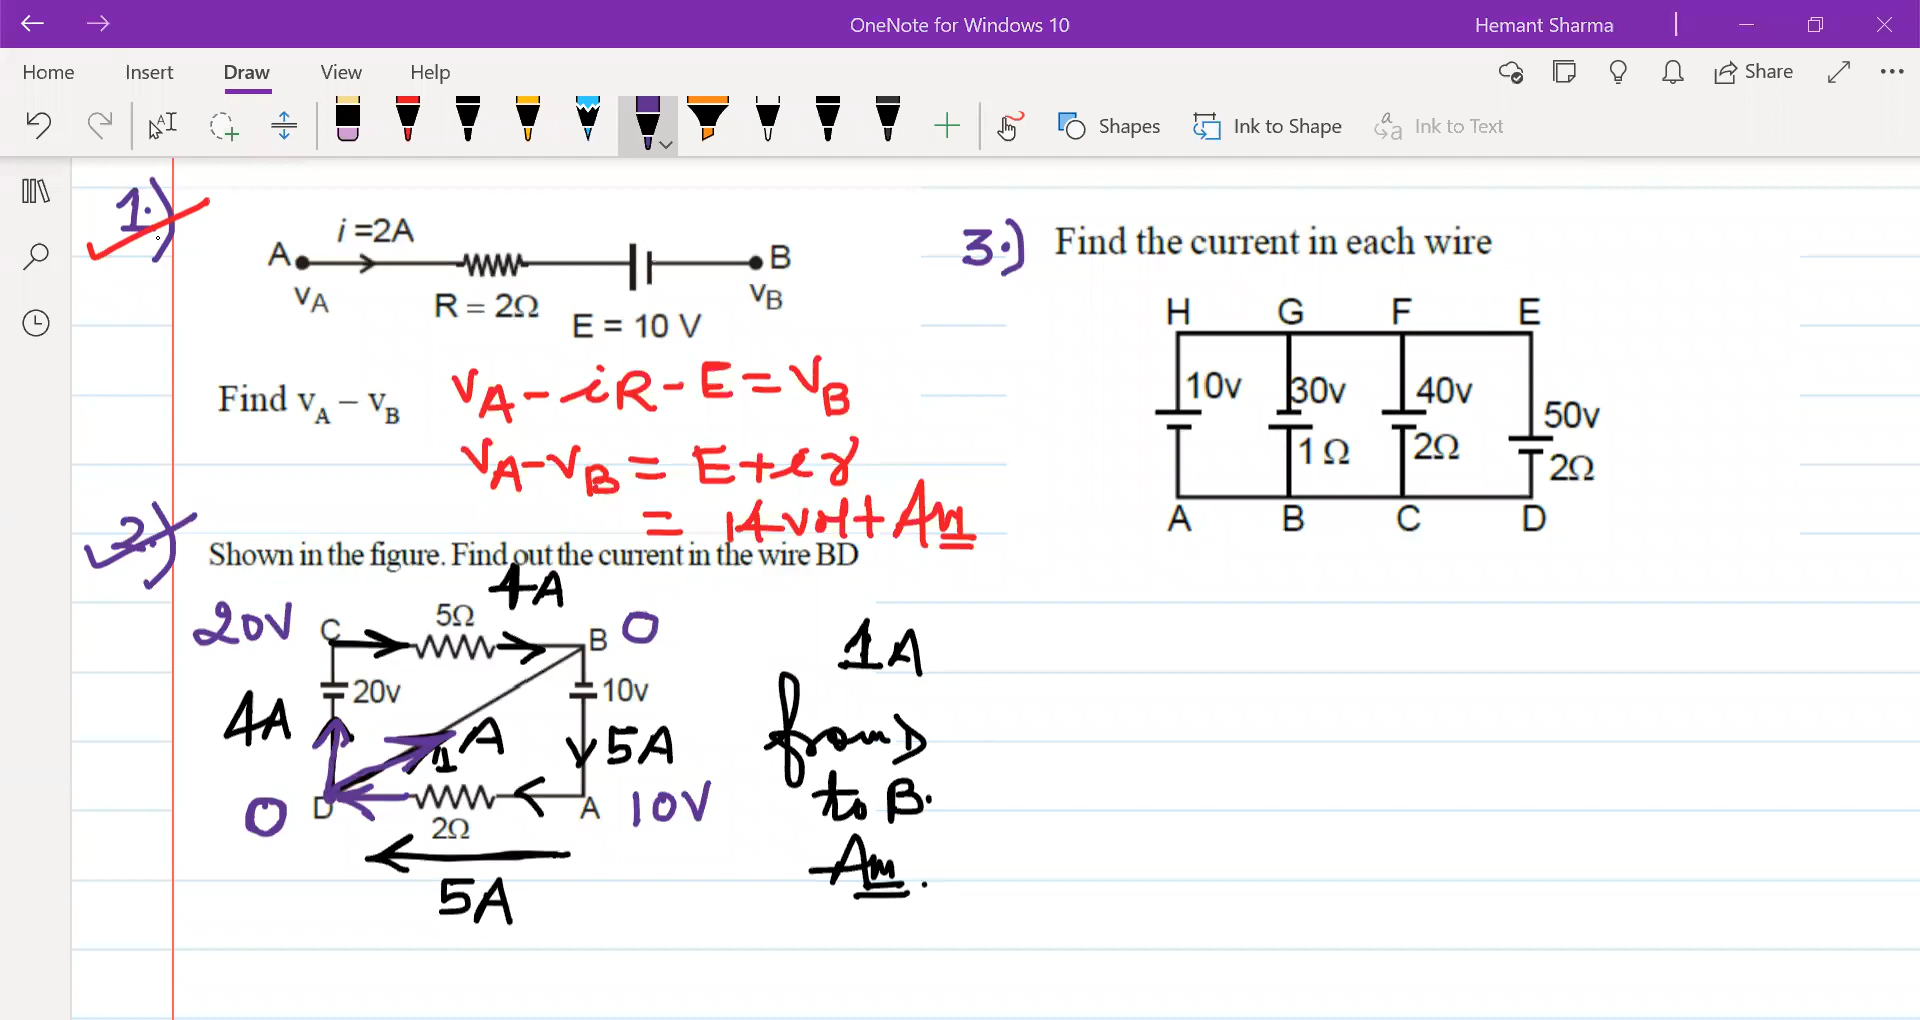 OneNote for Windows 10
Hemant Sharma
Home Insert Draw View Help
Share
Shapes
Ink to Shape
Ink to Text
1.)
i =2A
A
B
VA
R = 2Ω
E = 10 V
VB
Find vA – vB
VA - iR - E = VB
VA - VB = E + ir
= 14 volt Ans
2.)
Shown in the figure. Find out the current in the wire BD
4A
20V
C
5Ω
B
0
4A
20v
10v
1A
5A
0
D
2Ω
A
10V
5A
1A
from D
to B.
Ans.
3.)
Find the current in each wire
H G F E
10v
30v
40v
50v
1Ω
2Ω
2Ω
A B C D